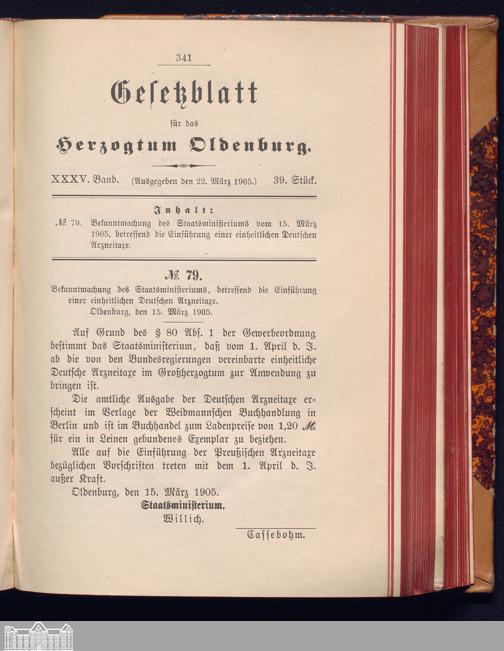 341
Gesetzblatt
für das
Herzogtum Oldenburg.
XXXV. Band. (Ausgegeben den 22. März 1905.) 39. Stück.
Inhalt:
№ 79. Bekanntmachung des Staatsministeriums vom 15. März
1905, betreffend die Einführung einer einheitlichen Deutschen
Arzneitaxe.
№ 79.
Bekanntmachung des Staatsministeriums, betreffend die Einführung
einer einheitlichen Deutschen Arzneitaxe.
Oldenburg, den 15. März 1905.
Auf Grund des § 80 Abs. 1 der Gewerbeordnung
bestimmt das Staatsministerium, daß vom 1. April d. J.
ab die von den Bundesregierungen vereinbarte einheitliche
Deutsche Arzneitaxe im Großherzogtum zur Anwendung zu
bringen ist.
Die amtliche Ausgabe der Deutschen Arzneitaxe er-
scheint im Verlage der Weidmannschen Buchhandlung in
Berlin und ist im Buchhandel zum Ladenpreise von 1,20 ℳ.
für ein in Leinen gebundenes Exemplar zu beziehen.
Alle auf die Einführung der Preußischen Arzneitaxe
bezüglichen Vorschriften treten mit dem 1. April d. J.
außer Kraft.
Oldenburg, den 15. März 1905.
Staatsministerium.
Willich.
Cassebohm.